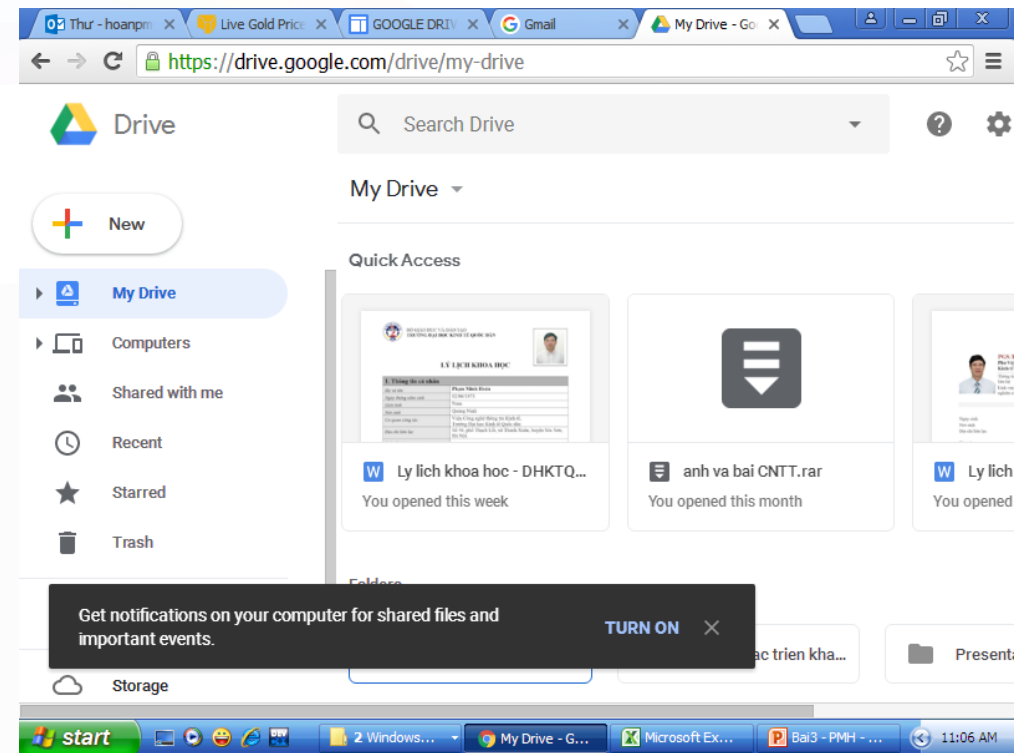 Thư - hoanpm
Live Gold Price
GOOGLE DRIV
Gmail
My Drive - Go
https://drive.google.com/drive/my-drive
Drive
Search Drive
My Drive
New
Quick Access
My Drive
Computers
Shared with me
Recent
Starred
Trash
Storage
LÝ LỊCH KHOA HỌC
Ly lich khoa hoc - DHKTQ...
You opened this week
anh va bai CNTT.rar
You opened this month
Ly lich
You opened
Folders
Get notifications on your computer for shared files and
important events.
TURN ON
ac trien kha...
Presenta
start
2 Windows...
My Drive - G...
Microsoft Ex...
Bai3 - PMH - ...
11:06 AM